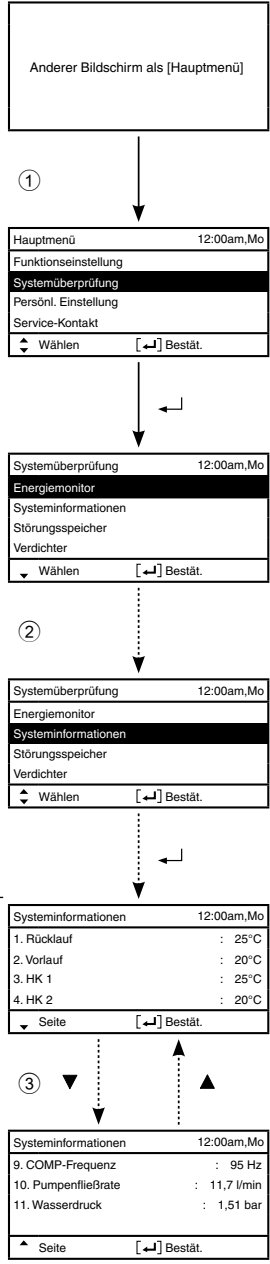 Anderer Bildschirm als [Hauptmenü]
①
Hauptmenü 12:00am,Mo
Funktionseinstellung
Systemüberprüfung
Persönl. Einstellung
Service-Kontakt
Wählen [↵] Bestät.
Systemüberprüfung 12:00am,Mo
Energiemonitor
Systeminformationen
Störungsspeicher
Verdichter
Wählen [↵] Bestät.
②
Systemüberprüfung 12:00am,Mo
Energiemonitor
Systeminformationen
Störungsspeicher
Verdichter
Wählen [↵] Bestät.
Systeminformationen 12:00am,Mo
1. Rücklauf : 25°C
2. Vorlauf : 20°C
3. HK 1 : 25°C
4. HK 2 : 20°C
Seite [↵] Bestät.
③ ▼ ▲
Systeminformationen 12:00am,Mo
9. COMP-Frequenz : 95 Hz
10. Pumpenfließrate : 11,7 l/min
11. Wasserdruck : 1,51 bar
Seite [↵] Bestät.